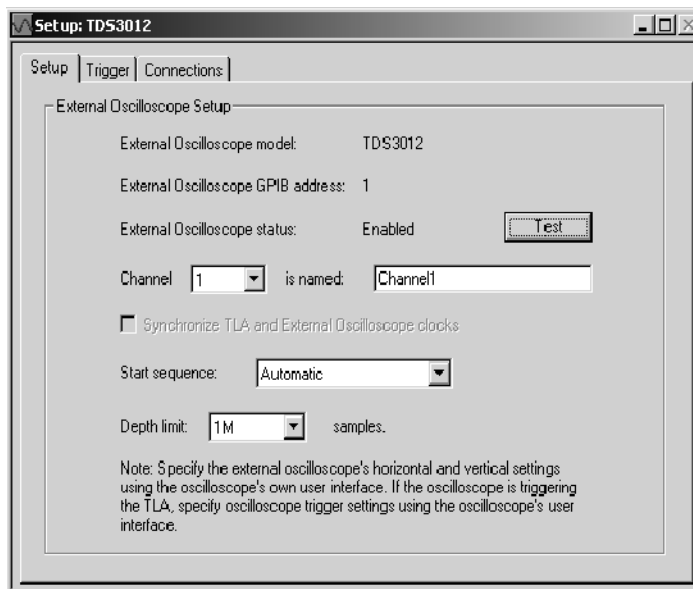 Setup: TDS3012
Setup Trigger Connections
External Oscilloscope Setup
External Oscilloscope model: TDS3012
External Oscilloscope GPIB address: 1
External Oscilloscope status: Enabled Test
Channel 1 is named: Channel1
Synchronize TLA and External Oscilloscope clocks
Start sequence: Automatic
Depth limit: 1M samples.
Note: Specify the external oscilloscope's horizontal and vertical settings
using the oscilloscope's own user interface. If the oscilloscope is triggering
the TLA, specify oscilloscope trigger settings using the oscilloscope's user
interface.